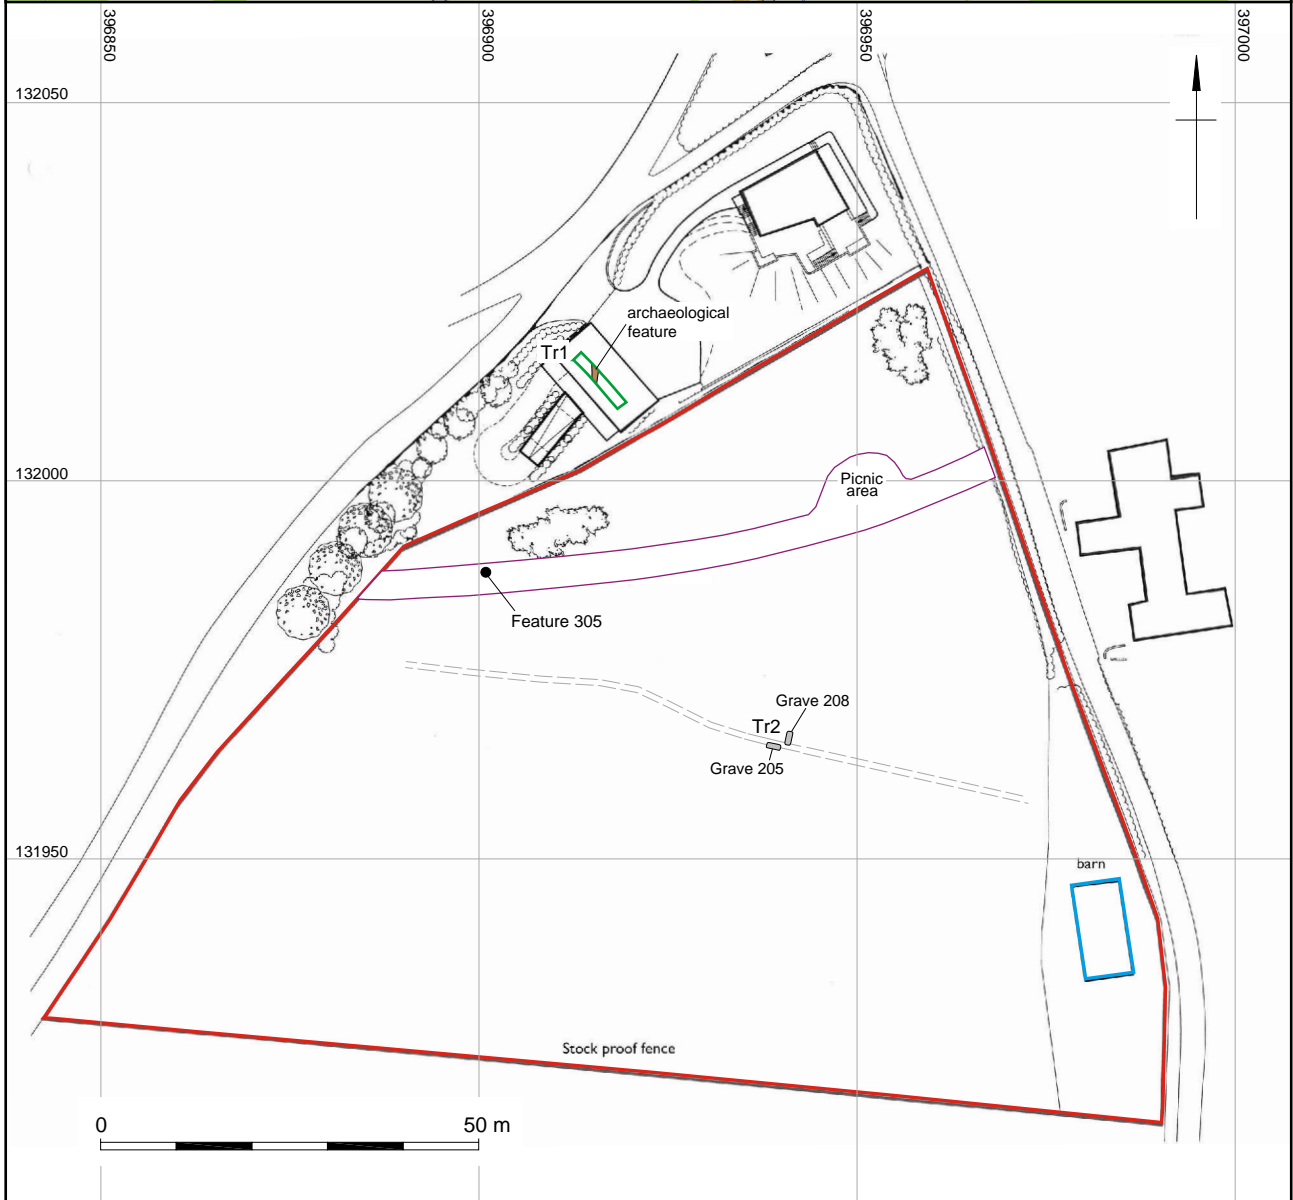 396850
396900
396950
397000
132050
archaeological
feature
Tr1
132000
Picnic
area
Feature 305
Grave 208
Tr2
Grave 205
131950
barn
Stock proof fence
0
50 m